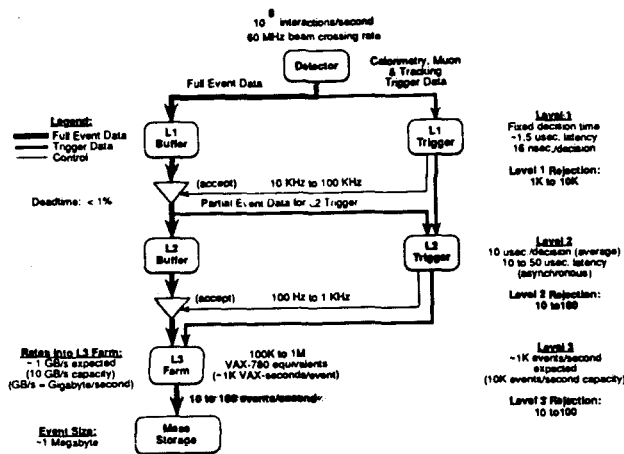 10^8 interactions/second
60 MHz beam crossing rate
Detector
Calorimetry, Muon
& Tracking
Trigger Data
Full Event Data
Legend:
Full Event Data
Trigger Data
Control
L1
Buffer
L1
Trigger
Level 1
Fixed decision time
~1.5 usec. latency
16 nsec./decision
Level 1 Rejection:
1K to 10K
(accept)
10 KHz to 100 KHz
Deadtime: < 1%
Partial Event Data for L2 Trigger
L2
Buffer
L2
Trigger
Level 2
10 usec./decision (average)
10 to 50 usec. latency
(asynchronous)
Level 2 Rejection:
10 to100
(accept)
100 Hz to 1 KHz
Rates into L3 Farm:
~ 1 GB/s expected
(10 GB/s capacity)
(GB/s = Gigabyte/second)
L3
Farm
100K to 1M
VAX-780 equivalents
(~1K VAX-seconds/event)
Level 3
~1K events/second
expected
(10K events/second capacity)
Level 3 Rejection:
10 to100
10 to 100 events/second
Event Size:
~1 Megabyte
Mass
Storage